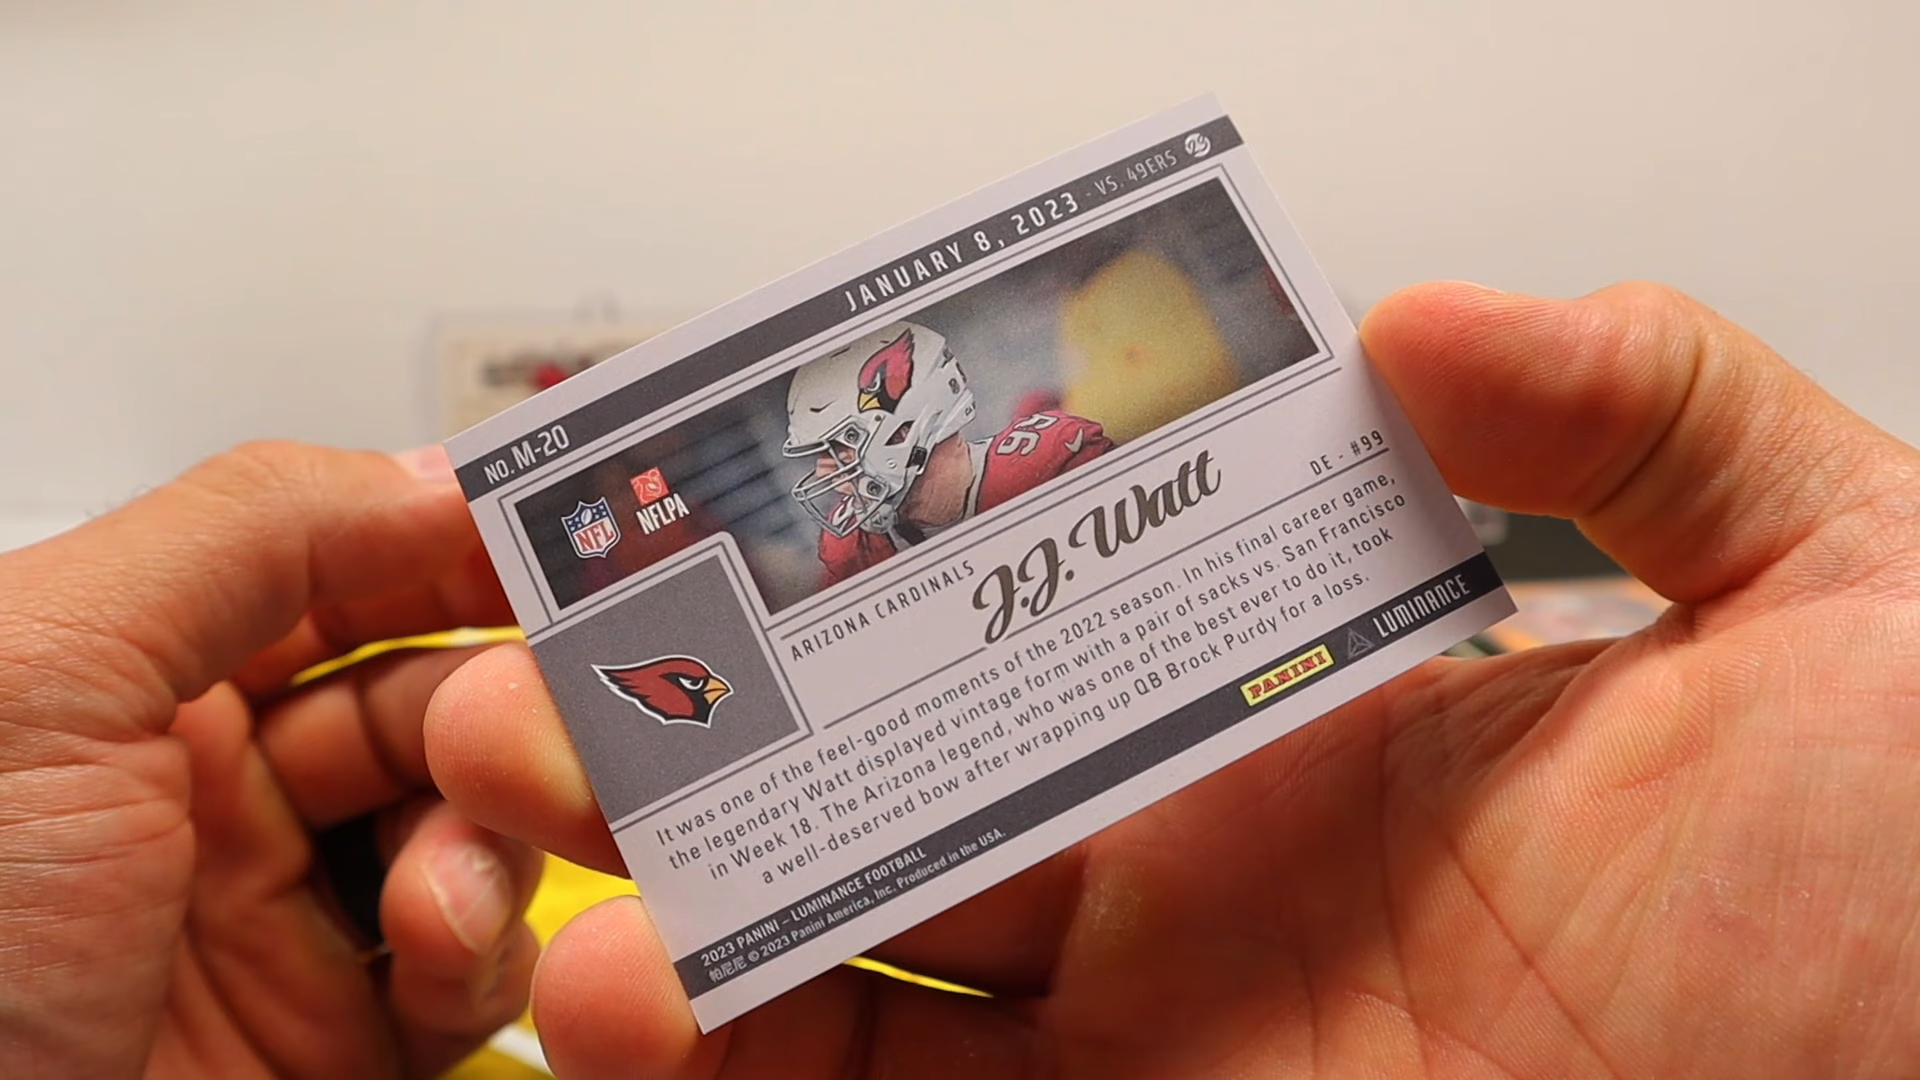 NO. M-20
JANUARY 8, 2023 - VS. 49ERS 23
NFL
NFLPA
99
ARIZONA CARDINALS
J.J. Watt
DE - #99
It was one of the feel-good moments of the 2022 season. In his final career game,
the legendary Watt displayed vintage form with a pair of sacks vs. San Francisco
in Week 18. The Arizona legend, who was one of the best ever to do it, took
a well-deserved bow after wrapping up QB Brock Purdy for a loss.
PANINI
LUMINANCE
2023 PANINI – LUMINANCE FOOTBALL
帕尼尼 © 2023 Panini America, Inc. Produced in the USA.